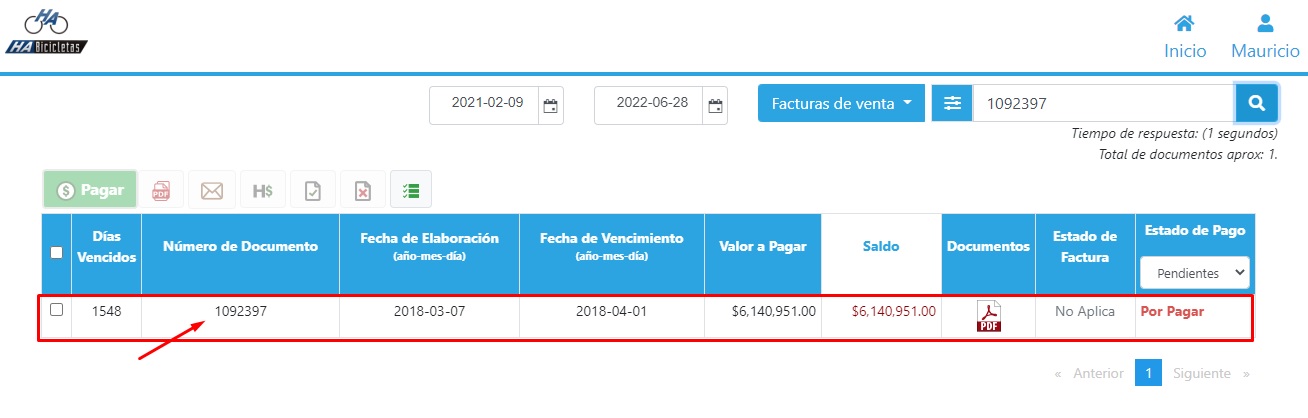 HA
HA Bicicletas
Inicio
Mauricio
2021-02-09
2022-06-28
Facturas de venta
1092397
Tiempo de respuesta: (1 segundos)
Total de documentos aprox: 1.
$ Pagar
PDF
H$
Días Vencidos
Número de Documento
Fecha de Elaboración
(año-mes-día)
Fecha de Vencimiento
(año-mes-día)
Valor a Pagar
Saldo
Documentos
Estado de Factura
Estado de Pago
Pendientes
1548
1092397
2018-03-07
2018-04-01
$6,140,951.00
$6,140,951.00
PDF
No Aplica
Por Pagar
« Anterior 1 Siguiente »